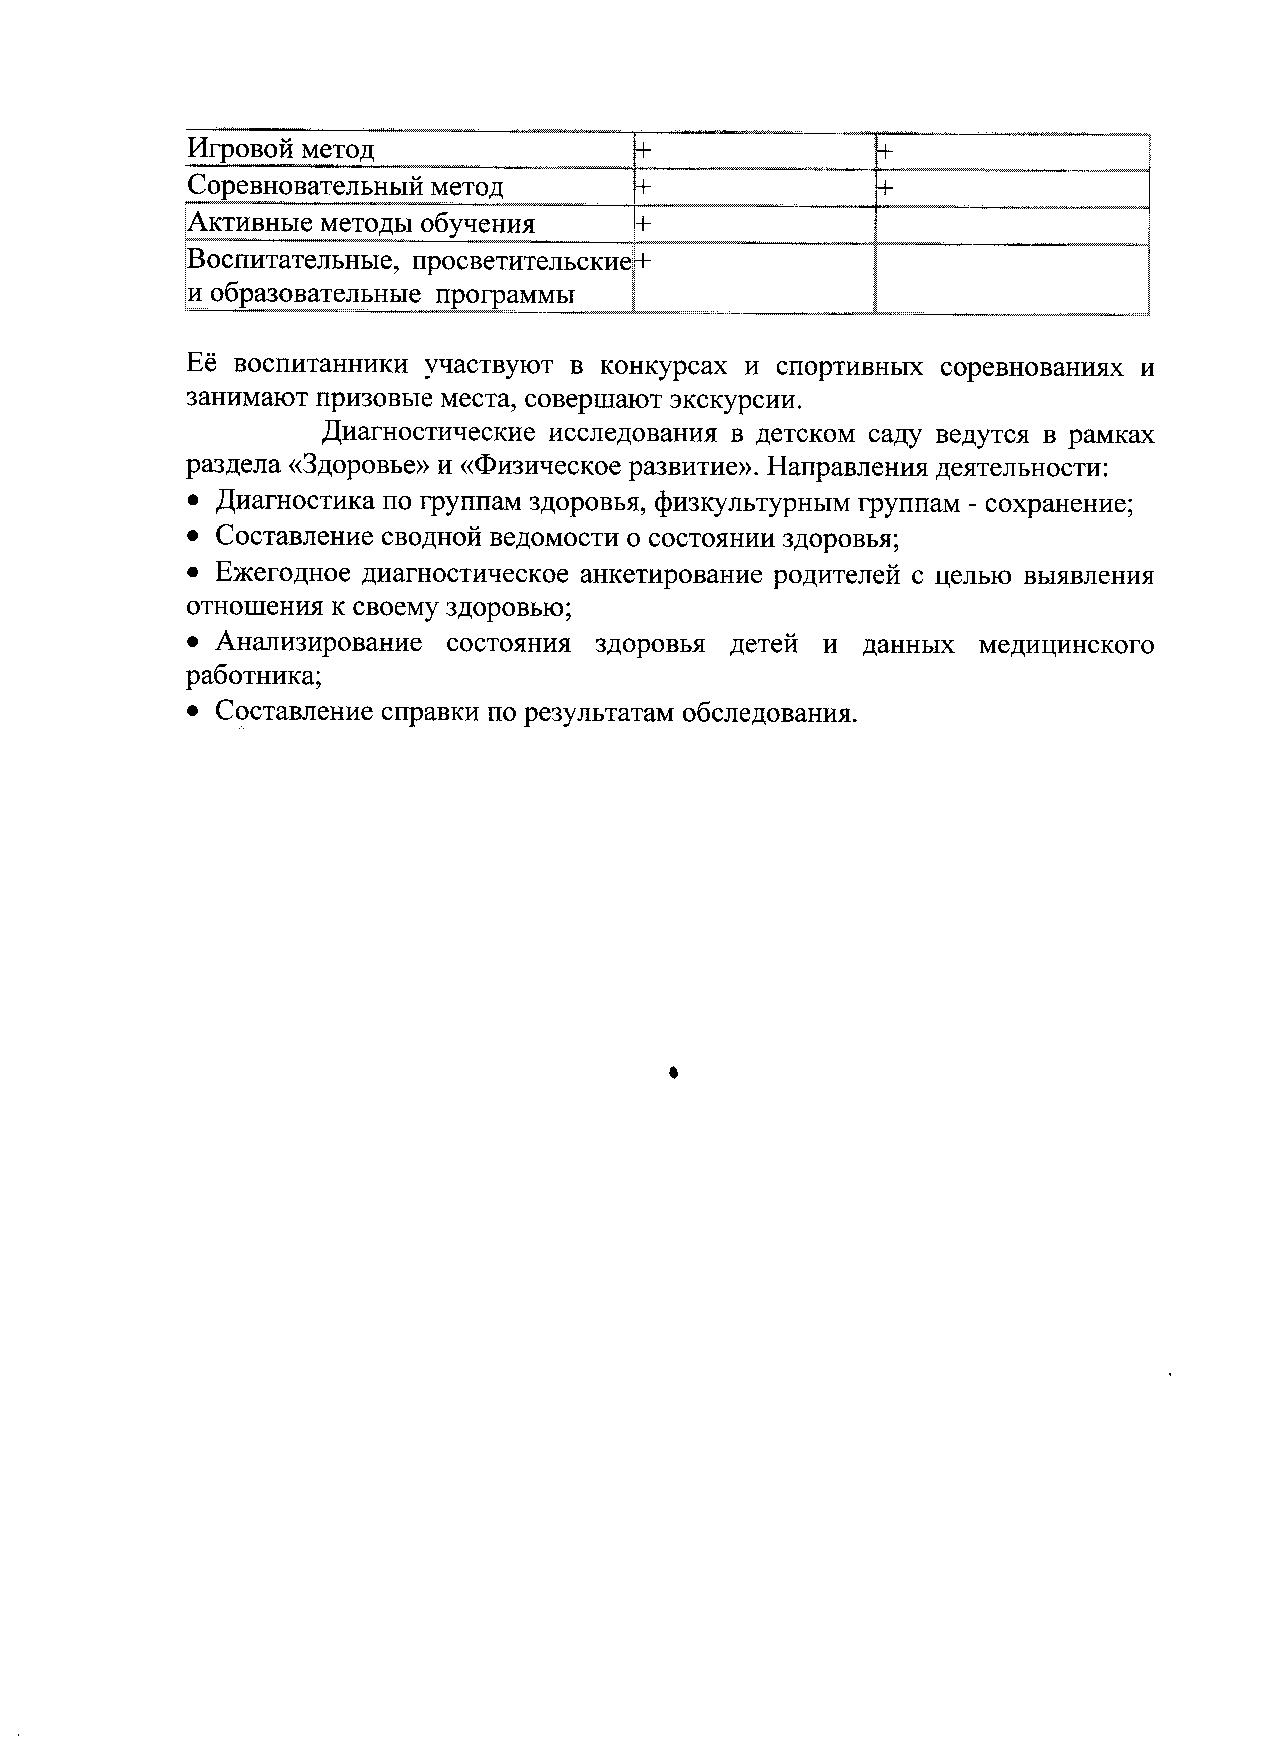 Игровой метод + +
Соревновательный метод + +
Активные методы обучения +
Воспитательные, просветительские +
и образовательные программы
Её воспитанники участвуют в конкурсах и спортивных соревнованиях и
занимают призовые места, совершают экскурсии.
Диагностические исследования в детском саду ведутся в рамках
раздела «Здоровье» и «Физическое развитие». Направления деятельности:
• Диагностика по группам здоровья, физкультурным группам - сохранение;
• Составление сводной ведомости о состоянии здоровья;
• Ежегодное диагностическое анкетирование родителей с целью выявления
отношения к своему здоровью;
• Анализирование состояния здоровья детей и данных медицинского
работника;
• Составление справки по результатам обследования.